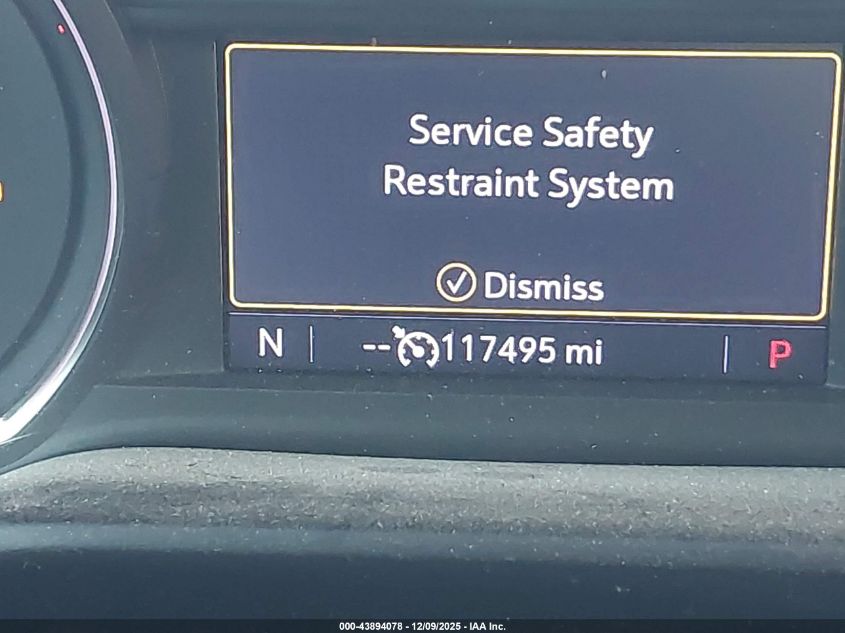 Service Safety
Restraint System
Dismiss
N -- 117495 mi P
000-43894078 - 12/09/2025 - IAA Inc.